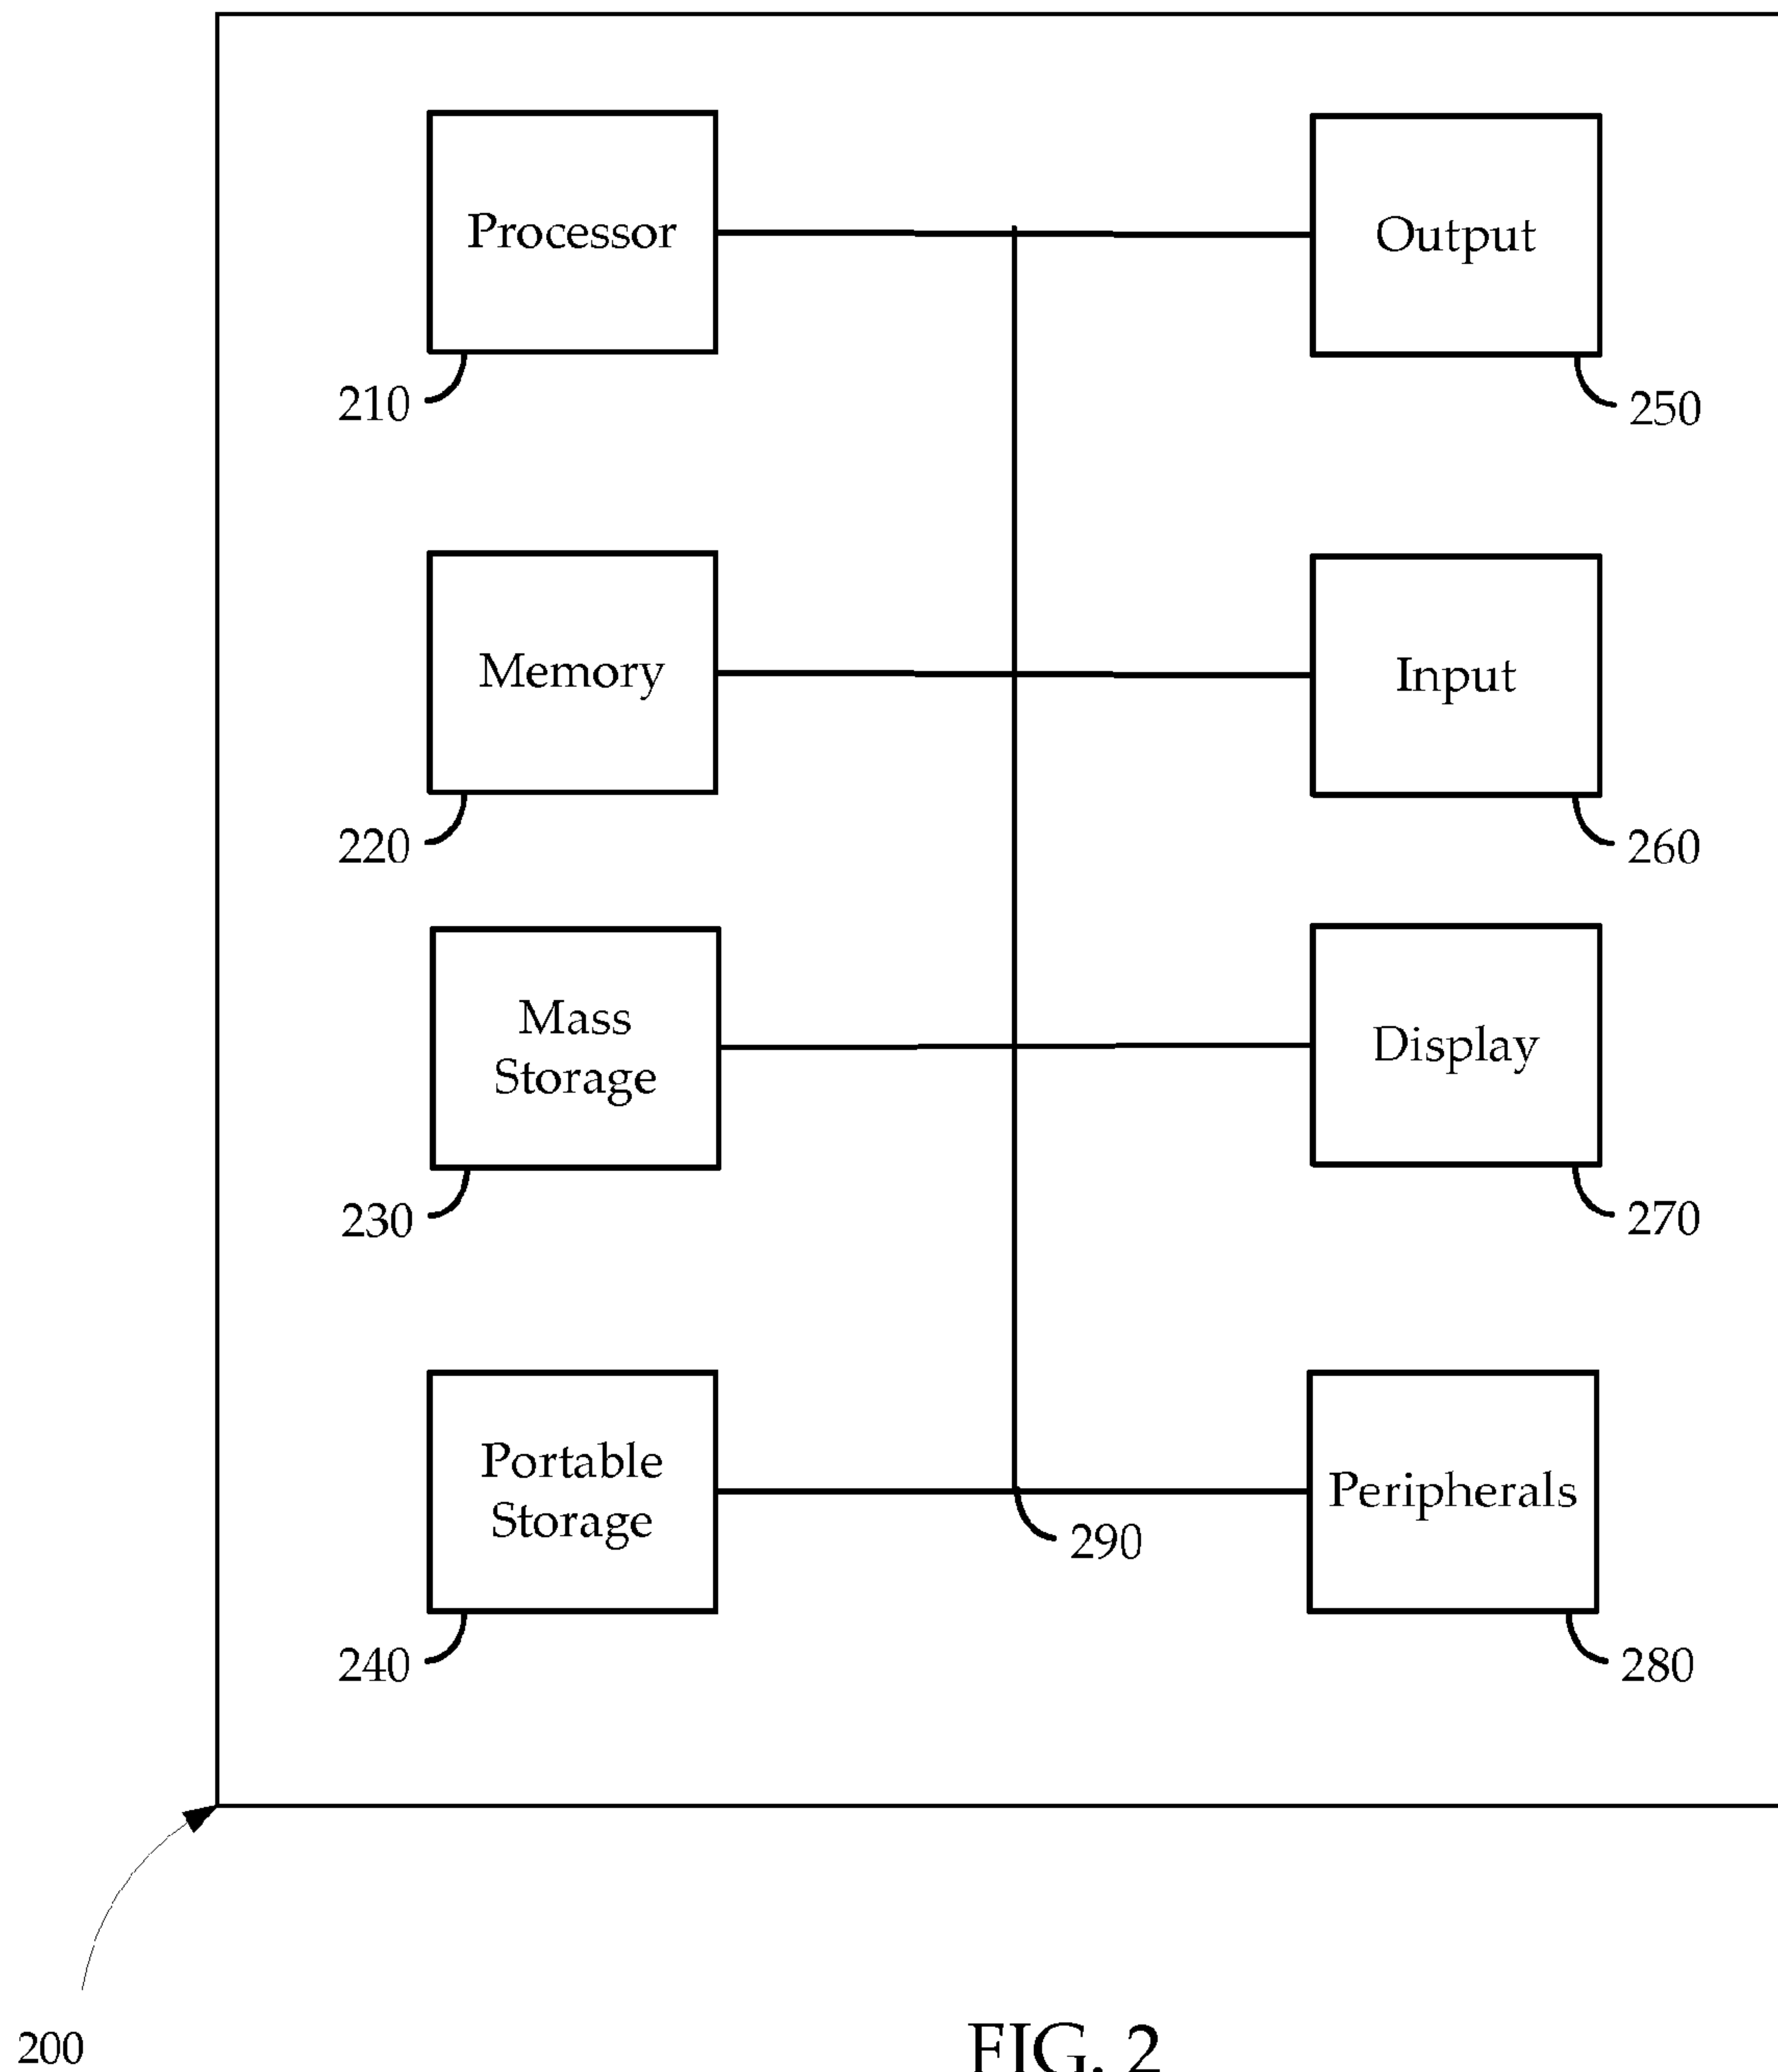 Processor
Output
210
250
Memory
Input
220
260
Mass
Storage
Display
230
270
Portable
Storage
Peripherals
290
240
280
200
FIG. 2